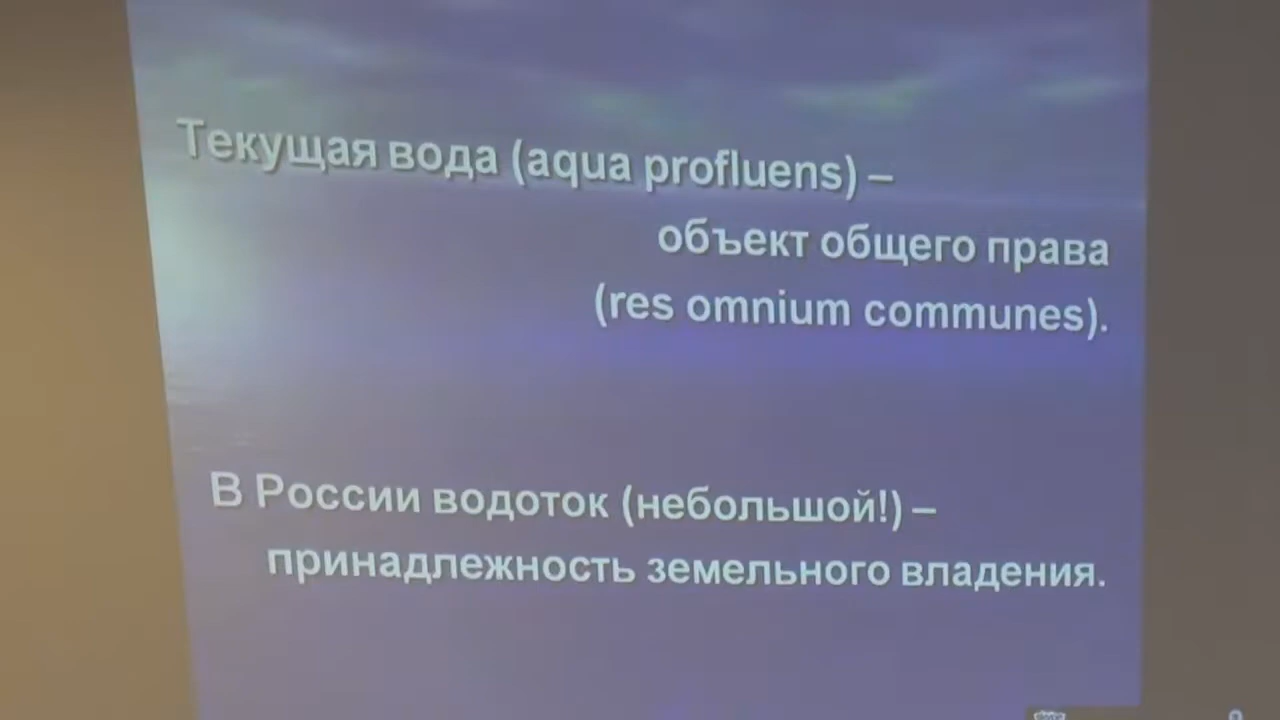 Текущая вода (aqua profluens) –
объект общего права
(res omnium communes).
В России водоток (небольшой!) –
принадлежность земельного владения.